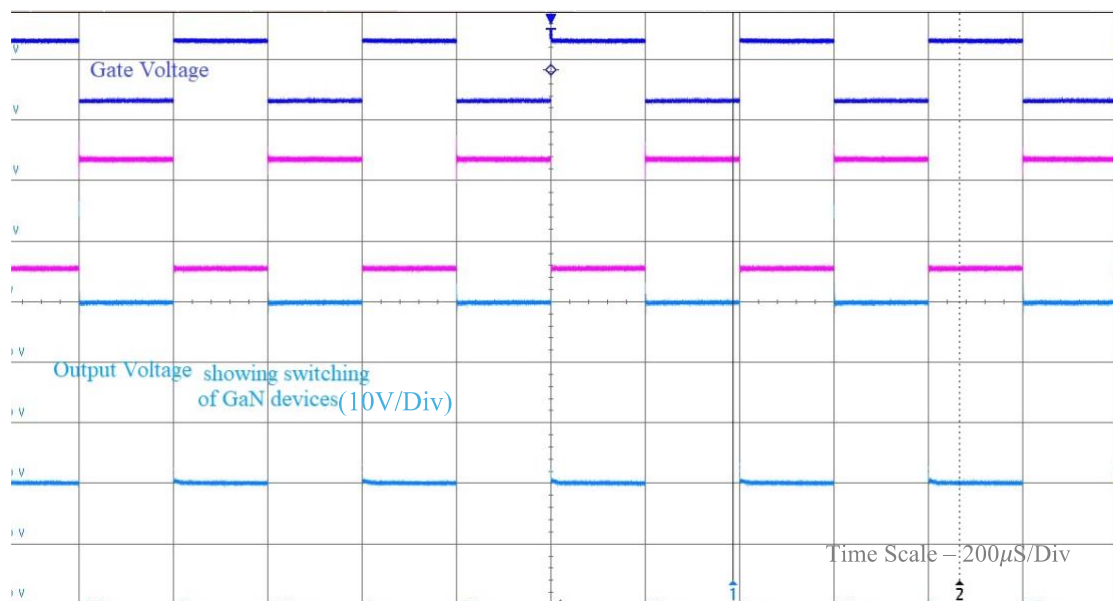 T
V
Gate Voltage
V
V
V
V
Output Voltage showing switching
of GaN devices(10V/Div)
V
V
V
Time Scale – 200μS/Div
V
1
2